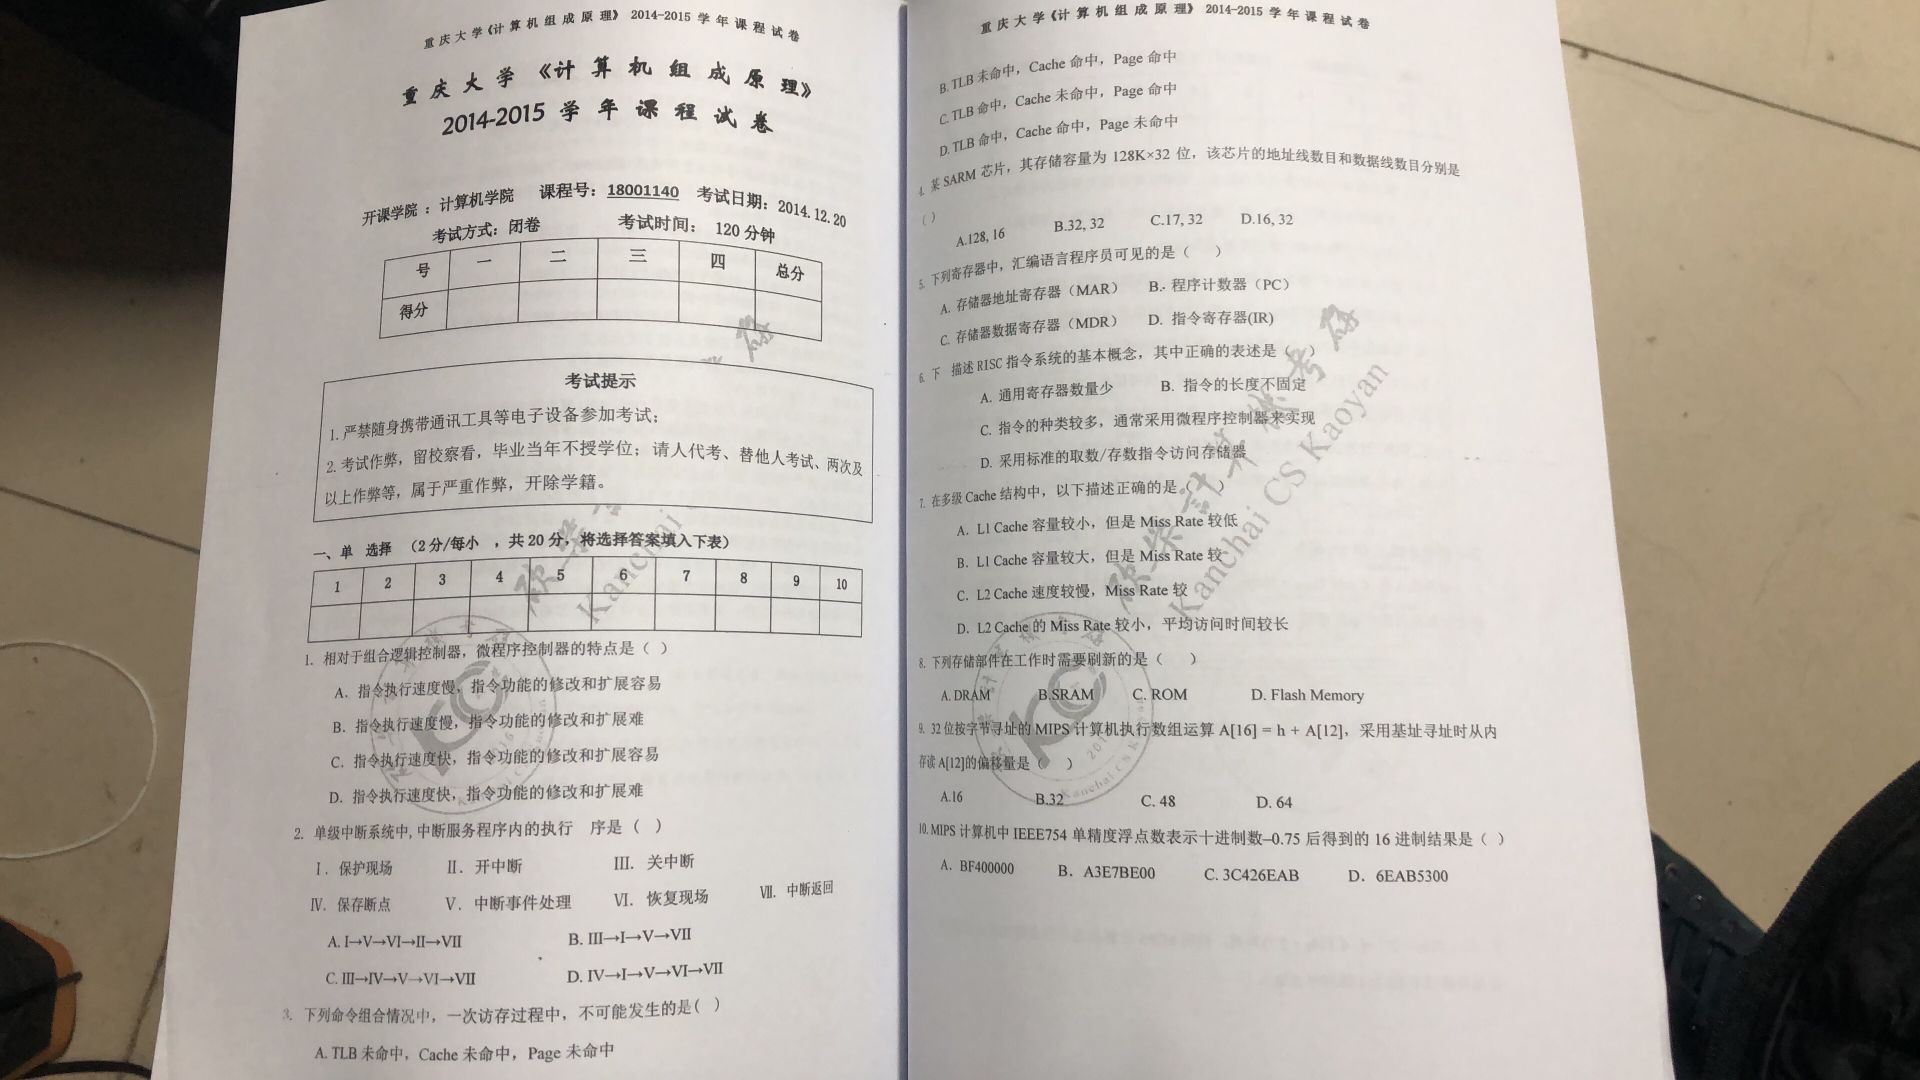 重庆大学《计算机组成原理》 2014-2015 学年课程试卷
重庆大学《计算机组成原理》
2014-2015 学年课程试卷
开课学院：计算机学院 课程号：18001140 考试日期：2014.12.20
考试方式：闭卷 考试时间： 120 分钟
号 一 二 三 四 总分
得分
考试提示
1.严禁随身携带通讯工具等电子设备参加考试；
2.考试作弊，留校察看，毕业当年不授学位；请人代考、替他人考试、两次及
以上作弊等，属于严重作弊，开除学籍。
一、单 选择 （2 分/每小 ，共 20 分，将选择答案填入下表）
1 2 3 4 5 6 7 8 9 10
1. 相对于组合逻辑控制器，微程序控制器的特点是（ ）
A. 指令执行速度慢，指令功能的修改和扩展容易
B. 指令执行速度慢，指令功能的修改和扩展难
C. 指令执行速度快，指令功能的修改和扩展容易
D. 指令执行速度快，指令功能的修改和扩展难
2. 单级中断系统中, 中断服务程序内的执行 序是（ ）
Ⅰ. 保护现场 Ⅱ. 开中断 Ⅲ. 关中断
Ⅳ. 保存断点 Ⅴ. 中断事件处理 Ⅵ. 恢复现场 Ⅶ. 中断返回
A. Ⅰ→Ⅴ→Ⅵ→Ⅱ→Ⅶ B. Ⅲ→Ⅰ→Ⅴ→Ⅶ
C. Ⅲ→Ⅳ→Ⅴ→Ⅵ→Ⅶ D. Ⅳ→Ⅰ→Ⅴ→Ⅵ→Ⅶ
3. 下列命令组合情况中，一次访存过程中，不可能发生的是( )
A. TLB 未命中，Cache 未命中，Page 未命中
重庆大学《计算机组成原理》 2014-2015 学年课程试卷
B. TLB 未命中，Cache 命中，Page 命中
C. TLB 命中，Cache 未命中，Page 命中
D. TLB 命中，Cache 命中，Page 未命中
4. 某 SARM 芯片，其存储容量为 128K×32 位，该芯片的地址线数目和数据线数目分别是
( )
A.128, 16 B.32, 32 C.17, 32 D.16, 32
5. 下列寄存器中，汇编语言程序员可见的是（ ）
A. 存储器地址寄存器（MAR） B. 程序计数器（PC）
C. 存储器数据寄存器（MDR） D. 指令寄存器(IR)
6. 下 描述 RISC 指令系统的基本概念，其中正确的表述是（ ）
A. 通用寄存器数量少 B. 指令的长度不固定
C. 指令的种类较多，通常采用微程序控制器来实现
D. 采用标准的取数/存数指令访问存储器
7. 在多级 Cache 结构中，以下描述正确的是（ ）
A. L1 Cache 容量较小，但是 Miss Rate 较低
B. L1 Cache 容量较大，但是 Miss Rate 较
C. L2 Cache 速度较慢，Miss Rate 较
D. L2 Cache 的 Miss Rate 较小，平均访问时间较长
8. 下列存储部件在工作时需要刷新的是（ ）
A. DRAM B.SRAM C. ROM D. Flash Memory
9. 32 位按字节寻址的 MIPS 计算机执行数组运算 A[16] = h + A[12]，采用基址寻址时从内
存读 A[12]的偏移量是（ ）
A.16 B.32 C. 48 D. 64
10. MIPS 计算机中 IEEE754 单精度浮点数表示十进制数–0.75 后得到的 16 进制结果是（ ）
A. BF400000 B. A3E7BE00 C. 3C426EAB D. 6EAB5300
Kanchai CS Kaoyan